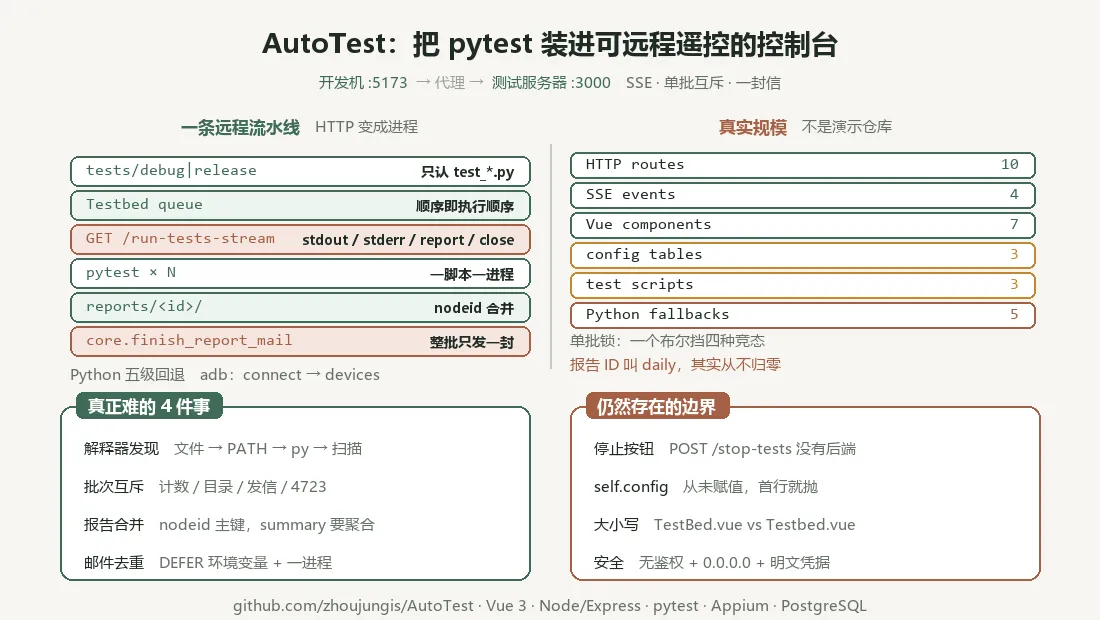 AutoTest：把 pytest 装进可远程遥控的控制台
开发机 :5173 → 代理 → 测试服务器 :3000 SSE · 单批互斥 · 一封信
一条远程流水线 HTTP 变成进程
tests/debug|release 只认 test_*.py
Testbed queue 顺序即执行顺序
GET /run-tests-stream stdout / stderr / report / close
pytest × N 一脚本一进程
reports/<id>/ nodeid 合并
core.finish_report_mail 整批只发一封
Python 五级回退 adb：connect → devices
真实规模 不是演示仓库
HTTP routes 10
SSE events 4
Vue components 7
config tables 3
test scripts 3
Python fallbacks 5
单批锁：一个布尔挡四种竞态
报告 ID 叫 daily，其实从不归零
真正难的 4 件事
解释器发现 文件 → PATH → py → 扫描
批次互斥 计数 / 目录 / 发信 / 4723
报告合并 nodeid 主键，summary 要聚合
邮件去重 DEFER 环境变量 + 一进程
仍然存在的边界
停止按钮 POST /stop-tests 没有后端
self.config 从未赋值，首行就抛
大小写 TestBed.vue vs Testbed.vue
安全 无鉴权 + 0.0.0.0 + 明文凭据
github.com/zhoujungis/AutoTest · Vue 3 · Node/Express · pytest · Appium · PostgreSQL